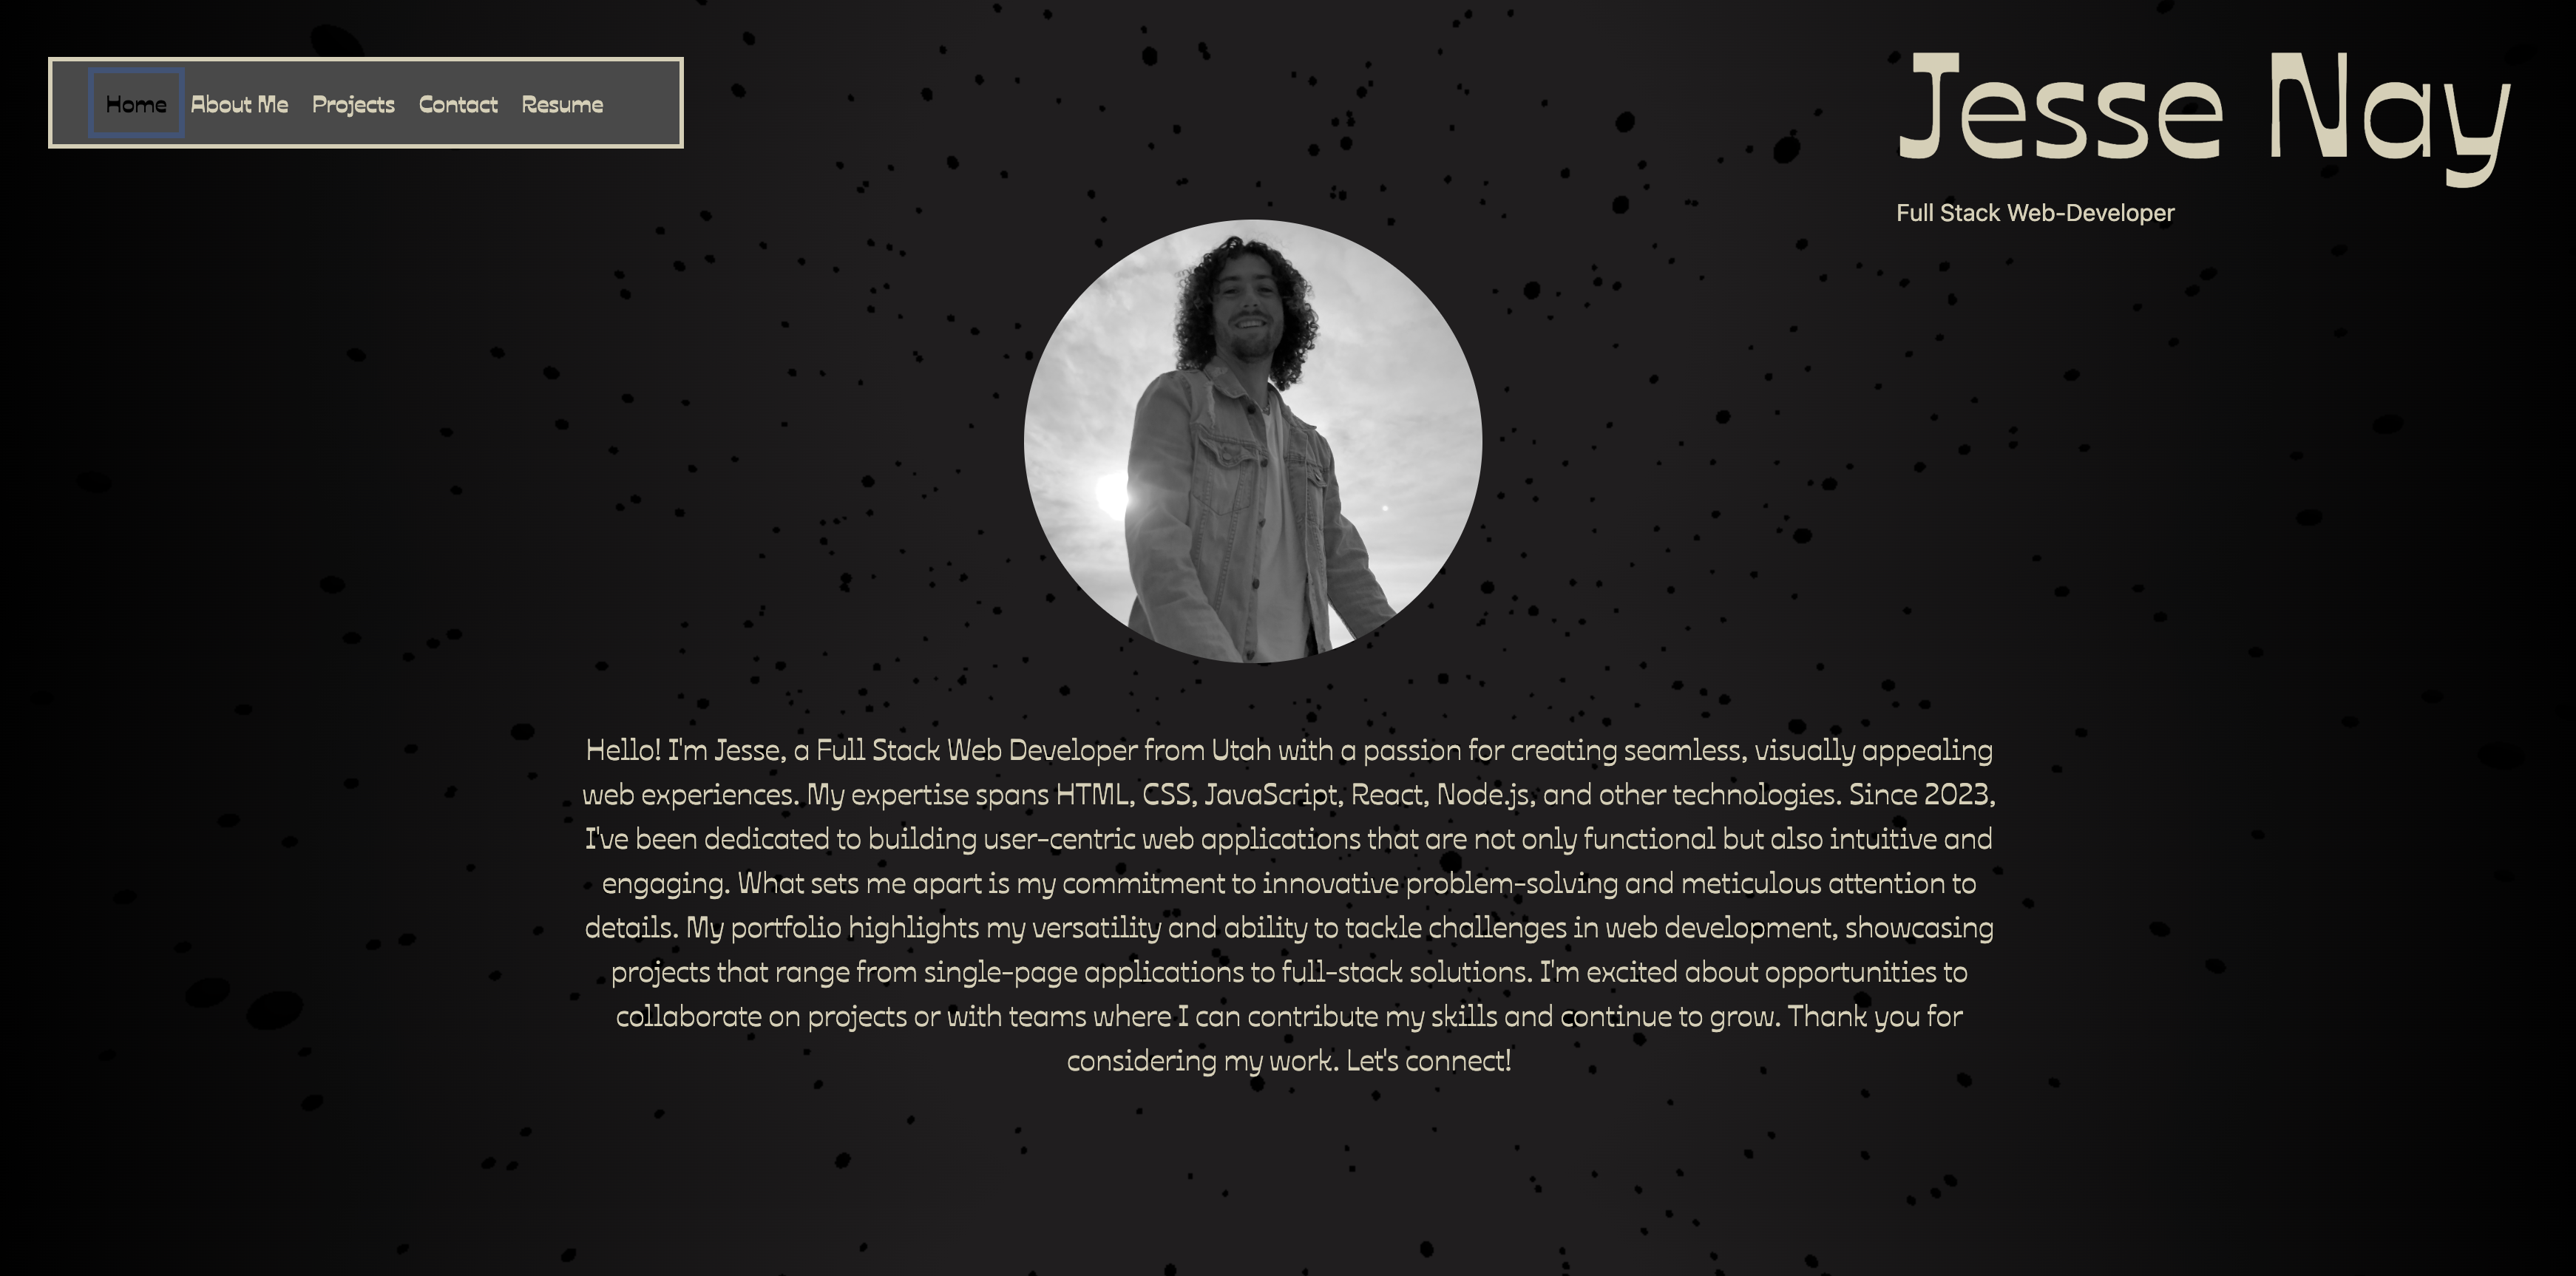 Home About Me Projects Contact Resume
Jesse Nay
Full Stack Web-Developer
Hello! I'm Jesse, a Full Stack Web Developer from Utah with a passion for creating seamless, visually appealing
web experiences. My expertise spans HTML, CSS, JavaScript, React, Node.js, and other technologies. Since 2023,
I've been dedicated to building user-centric web applications that are not only functional but also intuitive and
engaging. What sets me apart is my commitment to innovative problem-solving and meticulous attention to
details. My portfolio highlights my versatility and ability to tackle challenges in web development, showcasing
projects that range from single-page applications to full-stack solutions. I'm excited about opportunities to
collaborate on projects or with teams where I can contribute my skills and continue to grow. Thank you for
considering my work. Let's connect!